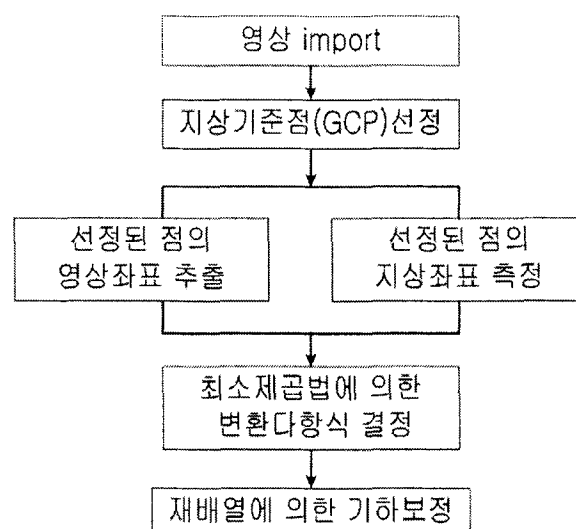 영상 import
지상기준점(GCP)선정
선정된 점의
영상좌표 추출
선정된 점의
지상좌표 측정
최소제곱법에 의한
변환다항식 결정
재배열에 의한 기하보정